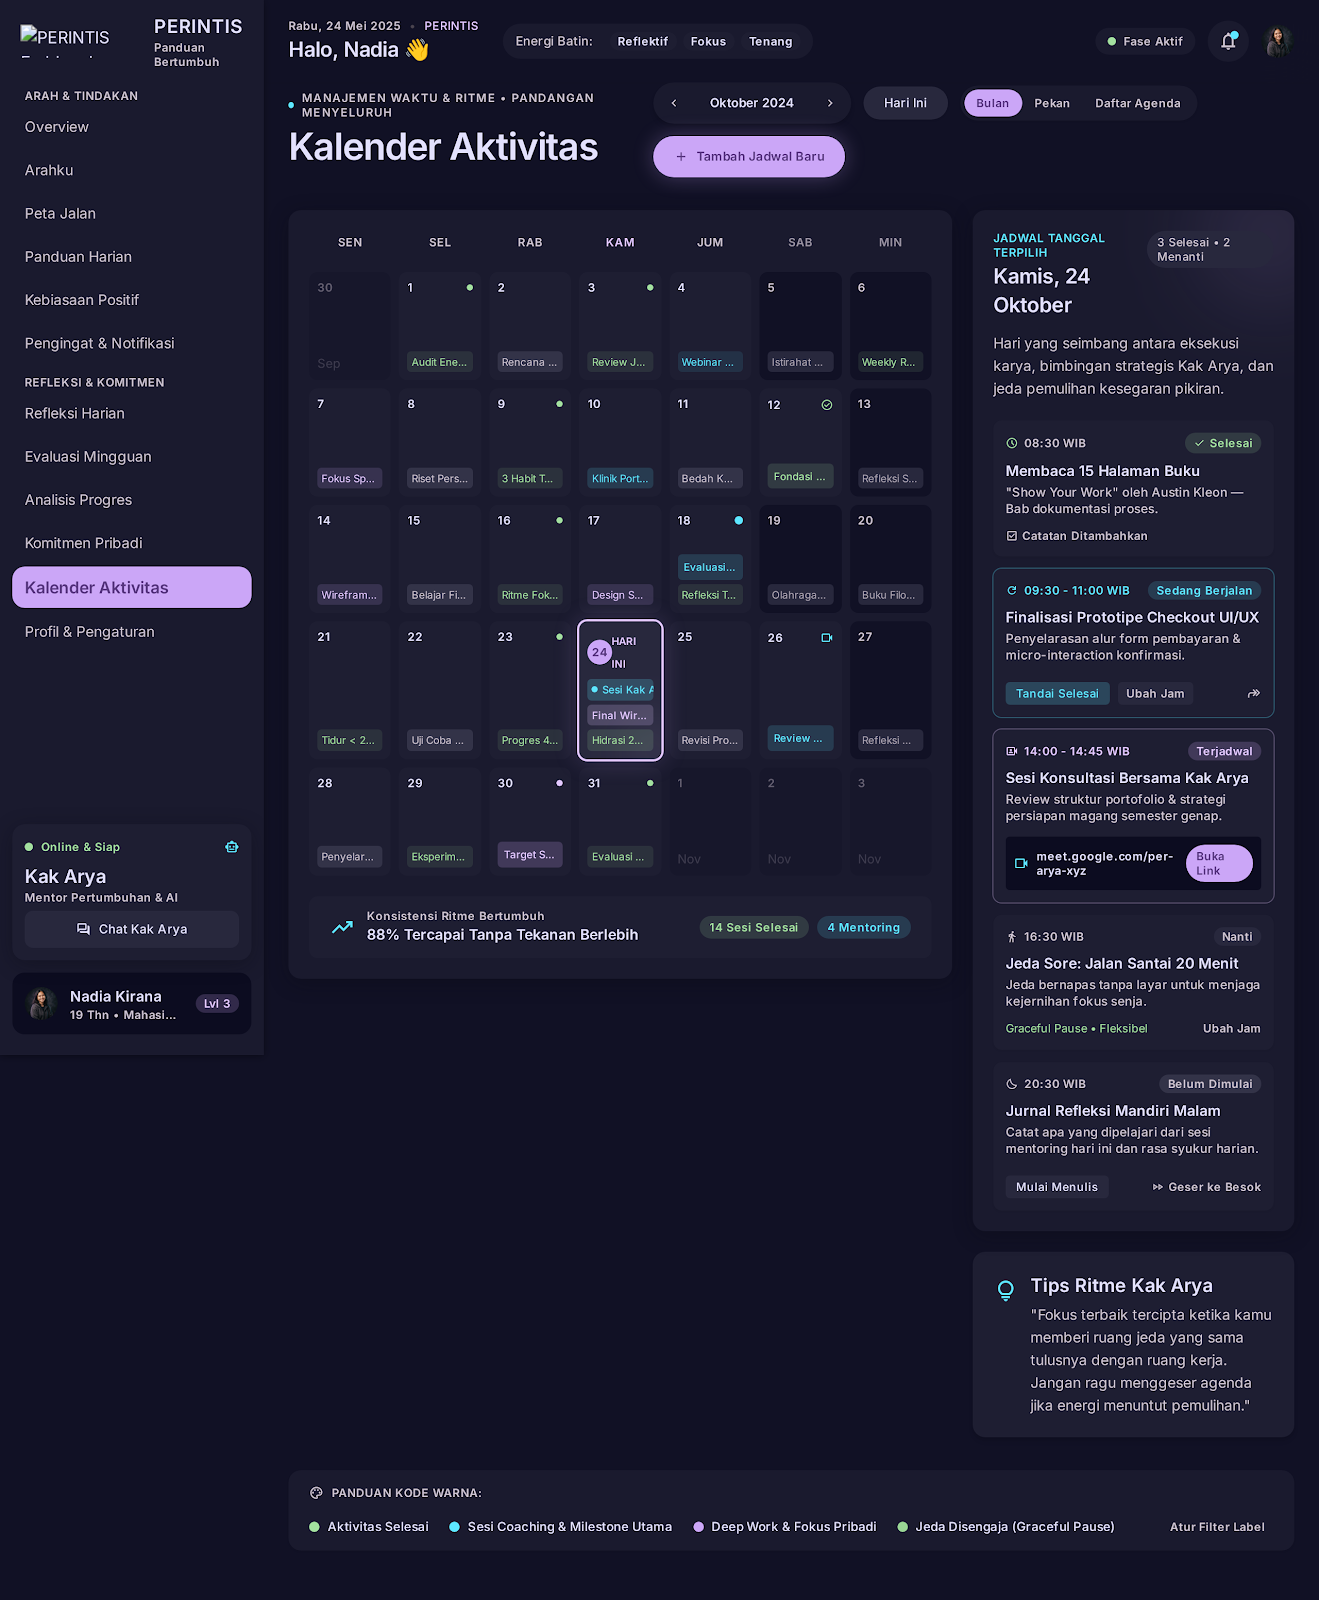 PERINTIS
PERINTIS
Panduan
Bertumbuh
ARAH & TINDAKAN
Overview
Arahku
Peta Jalan
Panduan Harian
Kebiasaan Positif
Pengingat & Notifikasi
REFLEKSI & KOMITMEN
Refleksi Harian
Evaluasi Mingguan
Analisis Progres
Komitmen Pribadi
Kalender Aktivitas
Profil & Pengaturan
Online & Siap
Kak Arya
Mentor Pertumbuhan & AI
Chat Kak Arya
Nadia Kirana
19 Thn • Mahasi...
Lvl 3
Rabu, 24 Mei 2025 • PERINTIS
Halo, Nadia 👋
Energi Batin: Reflektif Fokus Tenang
Fase Aktif
MANAJEMEN WAKTU & RITME • PANDANGAN
MENYELURUH
Kalender Aktivitas
Oktober 2024
Hari Ini
Bulan Pekan Daftar Agenda
+ Tambah Jadwal Baru
SEN SEL RAB KAM JUM SAB MIN
30 1 2 3 4 5 6
Sep Audit Ene... Rencana ... Review J... Webinar ... Istirahat ... Weekly R...
7 8 9 10 11 12 13
Fokus Sp... Riset Pers... 3 Habit T... Klinik Port... Bedah K... Fondasi ... Refleksi S...
14 15 16 17 18 19 20
Evaluasi...
Wirefram... Belajar Fi... Ritme Fok... Design S... Refleksi T... Olahraga... Buku Filo...
21 22 23 24 HARI INI 25 26 27
Sesi Kak A
Final Wir...
Tidur < 2... Uji Coba ... Progres 4... Hidrasi 2... Revisi Pro... Review ... Refleksi ...
28 29 30 31 1 2 3
Penyelar... Eksperim... Target S... Evaluasi ... Nov Nov Nov
Konsistensi Ritme Bertumbuh
88% Tercapai Tanpa Tekanan Berlebih
14 Sesi Selesai
4 Mentoring
JADWAL TANGGAL
TERPILIH
3 Selesai • 2
Menanti
Kamis, 24
Oktober
Hari yang seimbang antara eksekusi
karya, bimbingan strategis Kak Arya, dan
jeda pemulihan kesegaran pikiran.
08:30 WIB
Selesai
Membaca 15 Halaman Buku
"Show Your Work" oleh Austin Kleon —
Bab dokumentasi proses.
Catatan Ditambahkan
09:30 - 11:00 WIB
Sedang Berjalan
Finalisasi Prototipe Checkout UI/UX
Penyelarasan alur form pembayaran &
micro-interaction konfirmasi.
Tandai Selesai
Ubah Jam
14:00 - 14:45 WIB
Terjadwal
Sesi Konsultasi Bersama Kak Arya
Review struktur portofolio & strategi
persiapan magang semester genap.
meet.google.com/per-
arya-xyz
Buka
Link
16:30 WIB
Nanti
Jeda Sore: Jalan Santai 20 Menit
Jeda bernapas tanpa layar untuk menjaga
kejernihan fokus senja.
Graceful Pause • Fleksibel
Ubah Jam
20:30 WIB
Belum Dimulai
Jurnal Refleksi Mandiri Malam
Catat apa yang dipelajari dari sesi
mentoring hari ini dan rasa syukur harian.
Mulai Menulis
Geser ke Besok
Tips Ritme Kak Arya
"Fokus terbaik tercipta ketika kamu
memberi ruang jeda yang sama
tulusnya dengan ruang kerja.
Jangan ragu menggeser agenda
jika energi menuntut pemulihan."
PANDUAN KODE WARNA:
Aktivitas Selesai
Sesi Coaching & Milestone Utama
Deep Work & Fokus Pribadi
Jeda Disengaja (Graceful Pause)
Atur Filter Label